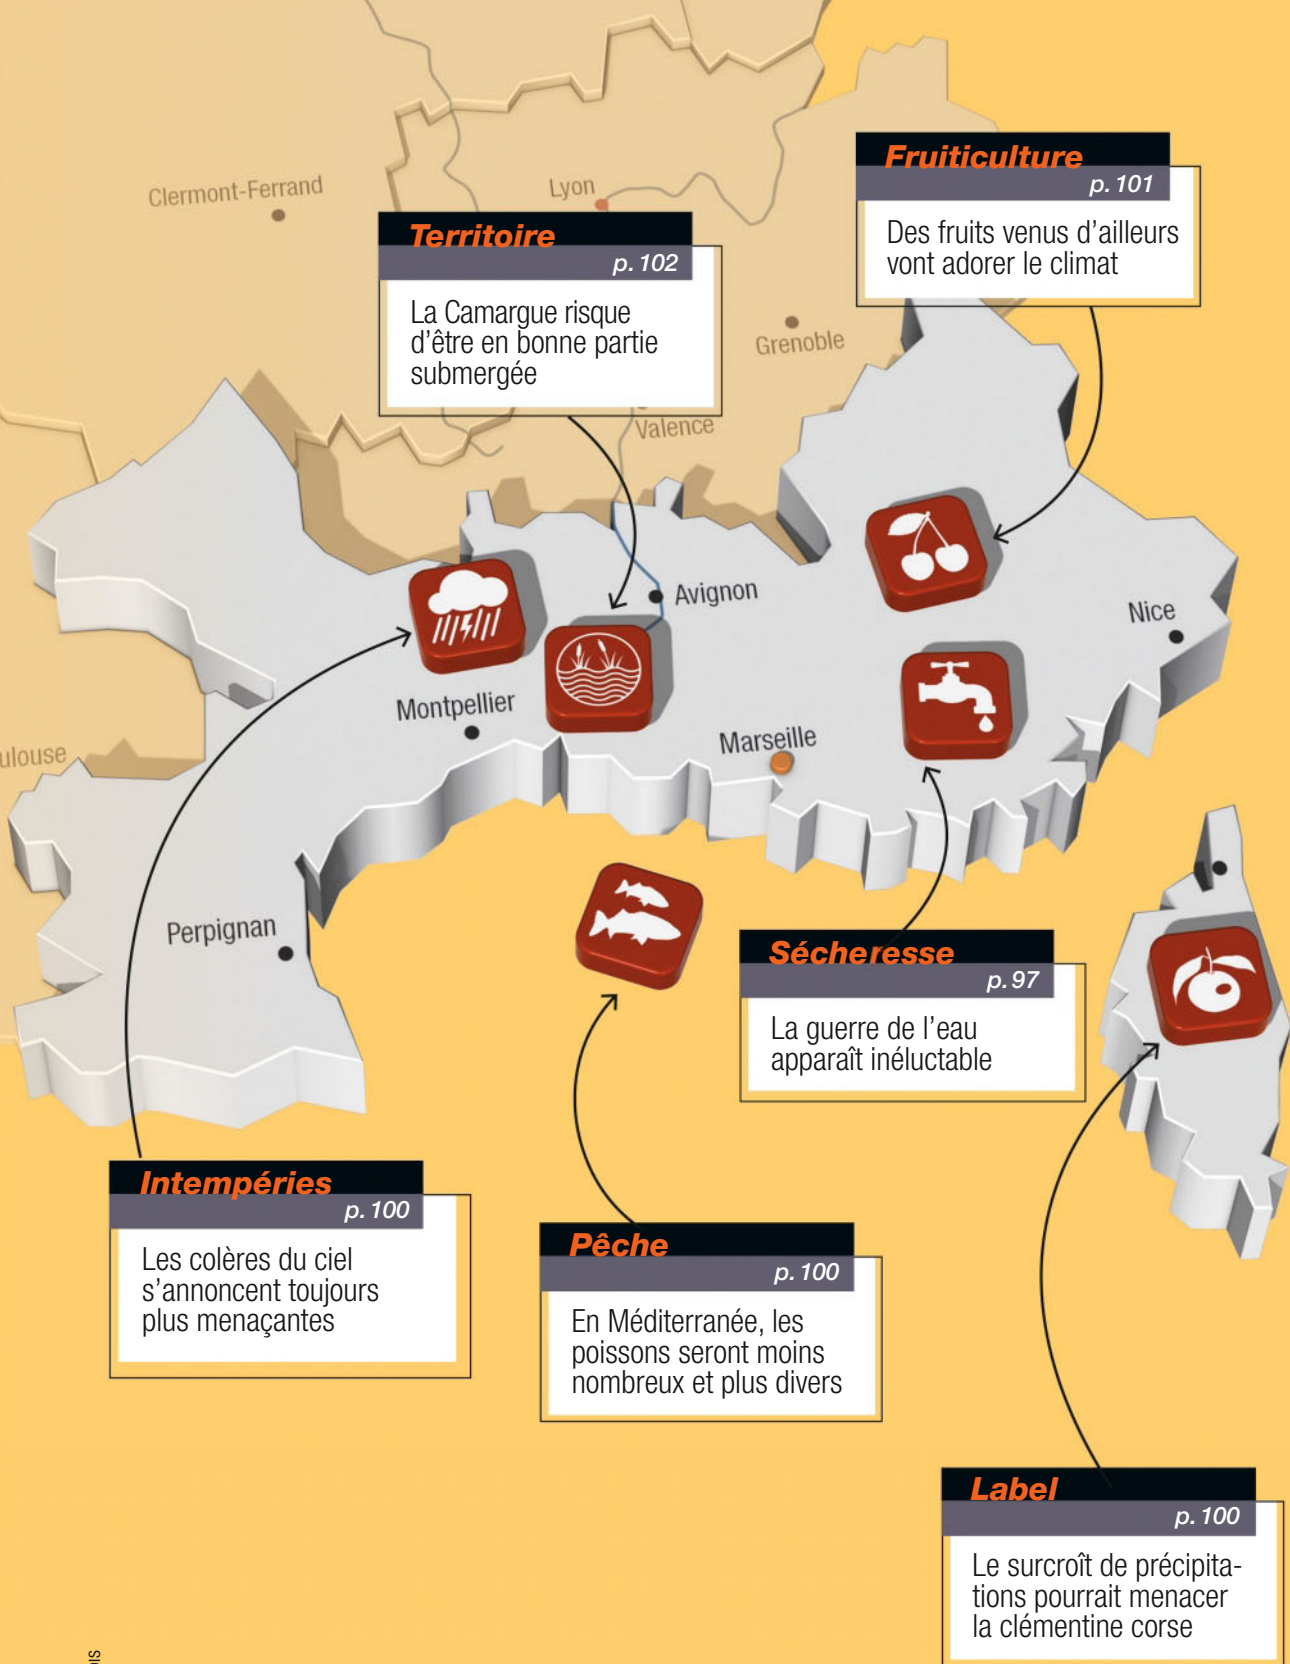 Clermont-Ferrand
Lyon
Fruiticulture
p. 101
Des fruits venus d'ailleurs
vont adorer le climat
Territoire
p. 102
La Camargue risque
d'être en bonne partie
submergée
Grenoble
Valence
Avignon
Nice
Montpellier
Marseille
ulouse
Perpignan
Sécheresse
p. 97
La guerre de l'eau
apparaît inéluctable
Intempéries
p. 100
Les colères du ciel
s'annoncent toujours
plus menaçantes
Pêche
p. 100
En Méditerranée, les
poissons seront moins
nombreux et plus divers
Label
p. 100
Le surcroît de précipita-
tions pourrait menacer
la clémentine corse